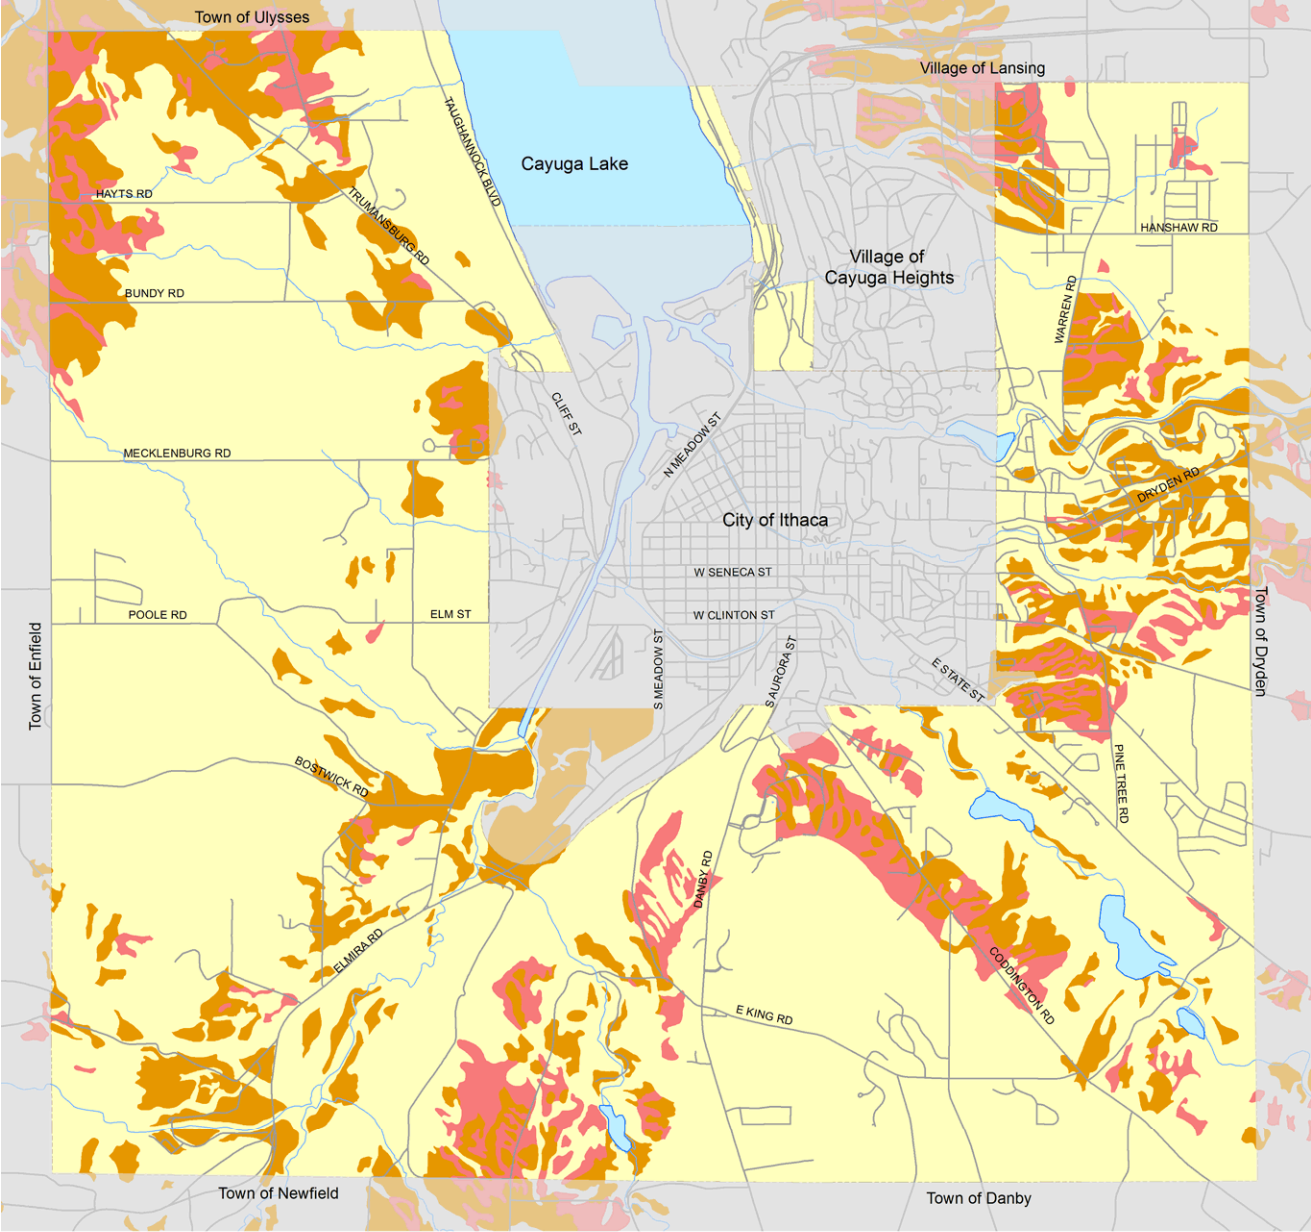 Town of Ulysses
Village of Lansing
TAUGHANNOCK BLVD
Cayuga Lake
HAYTS RD
TRUMANSBURG RD
HANSHAW RD
Village of
Cayuga Heights
BUNDY RD
WARREN RD
CLIFF ST
N MEADOW ST
MECKLENBURG RD
DRYDEN RD
City of Ithaca
W SENECA ST
POOLE RD
ELM ST
W CLINTON ST
Town of Enfield
S MEADOW ST
S AURORA ST
E STATE ST
Town of Dryden
BOSTWICK RD
PINE TREE RD
DANBY RD
ELMIRA RD
CODDINGTON RD
E KING RD
Town of Newfield
Town of Danby